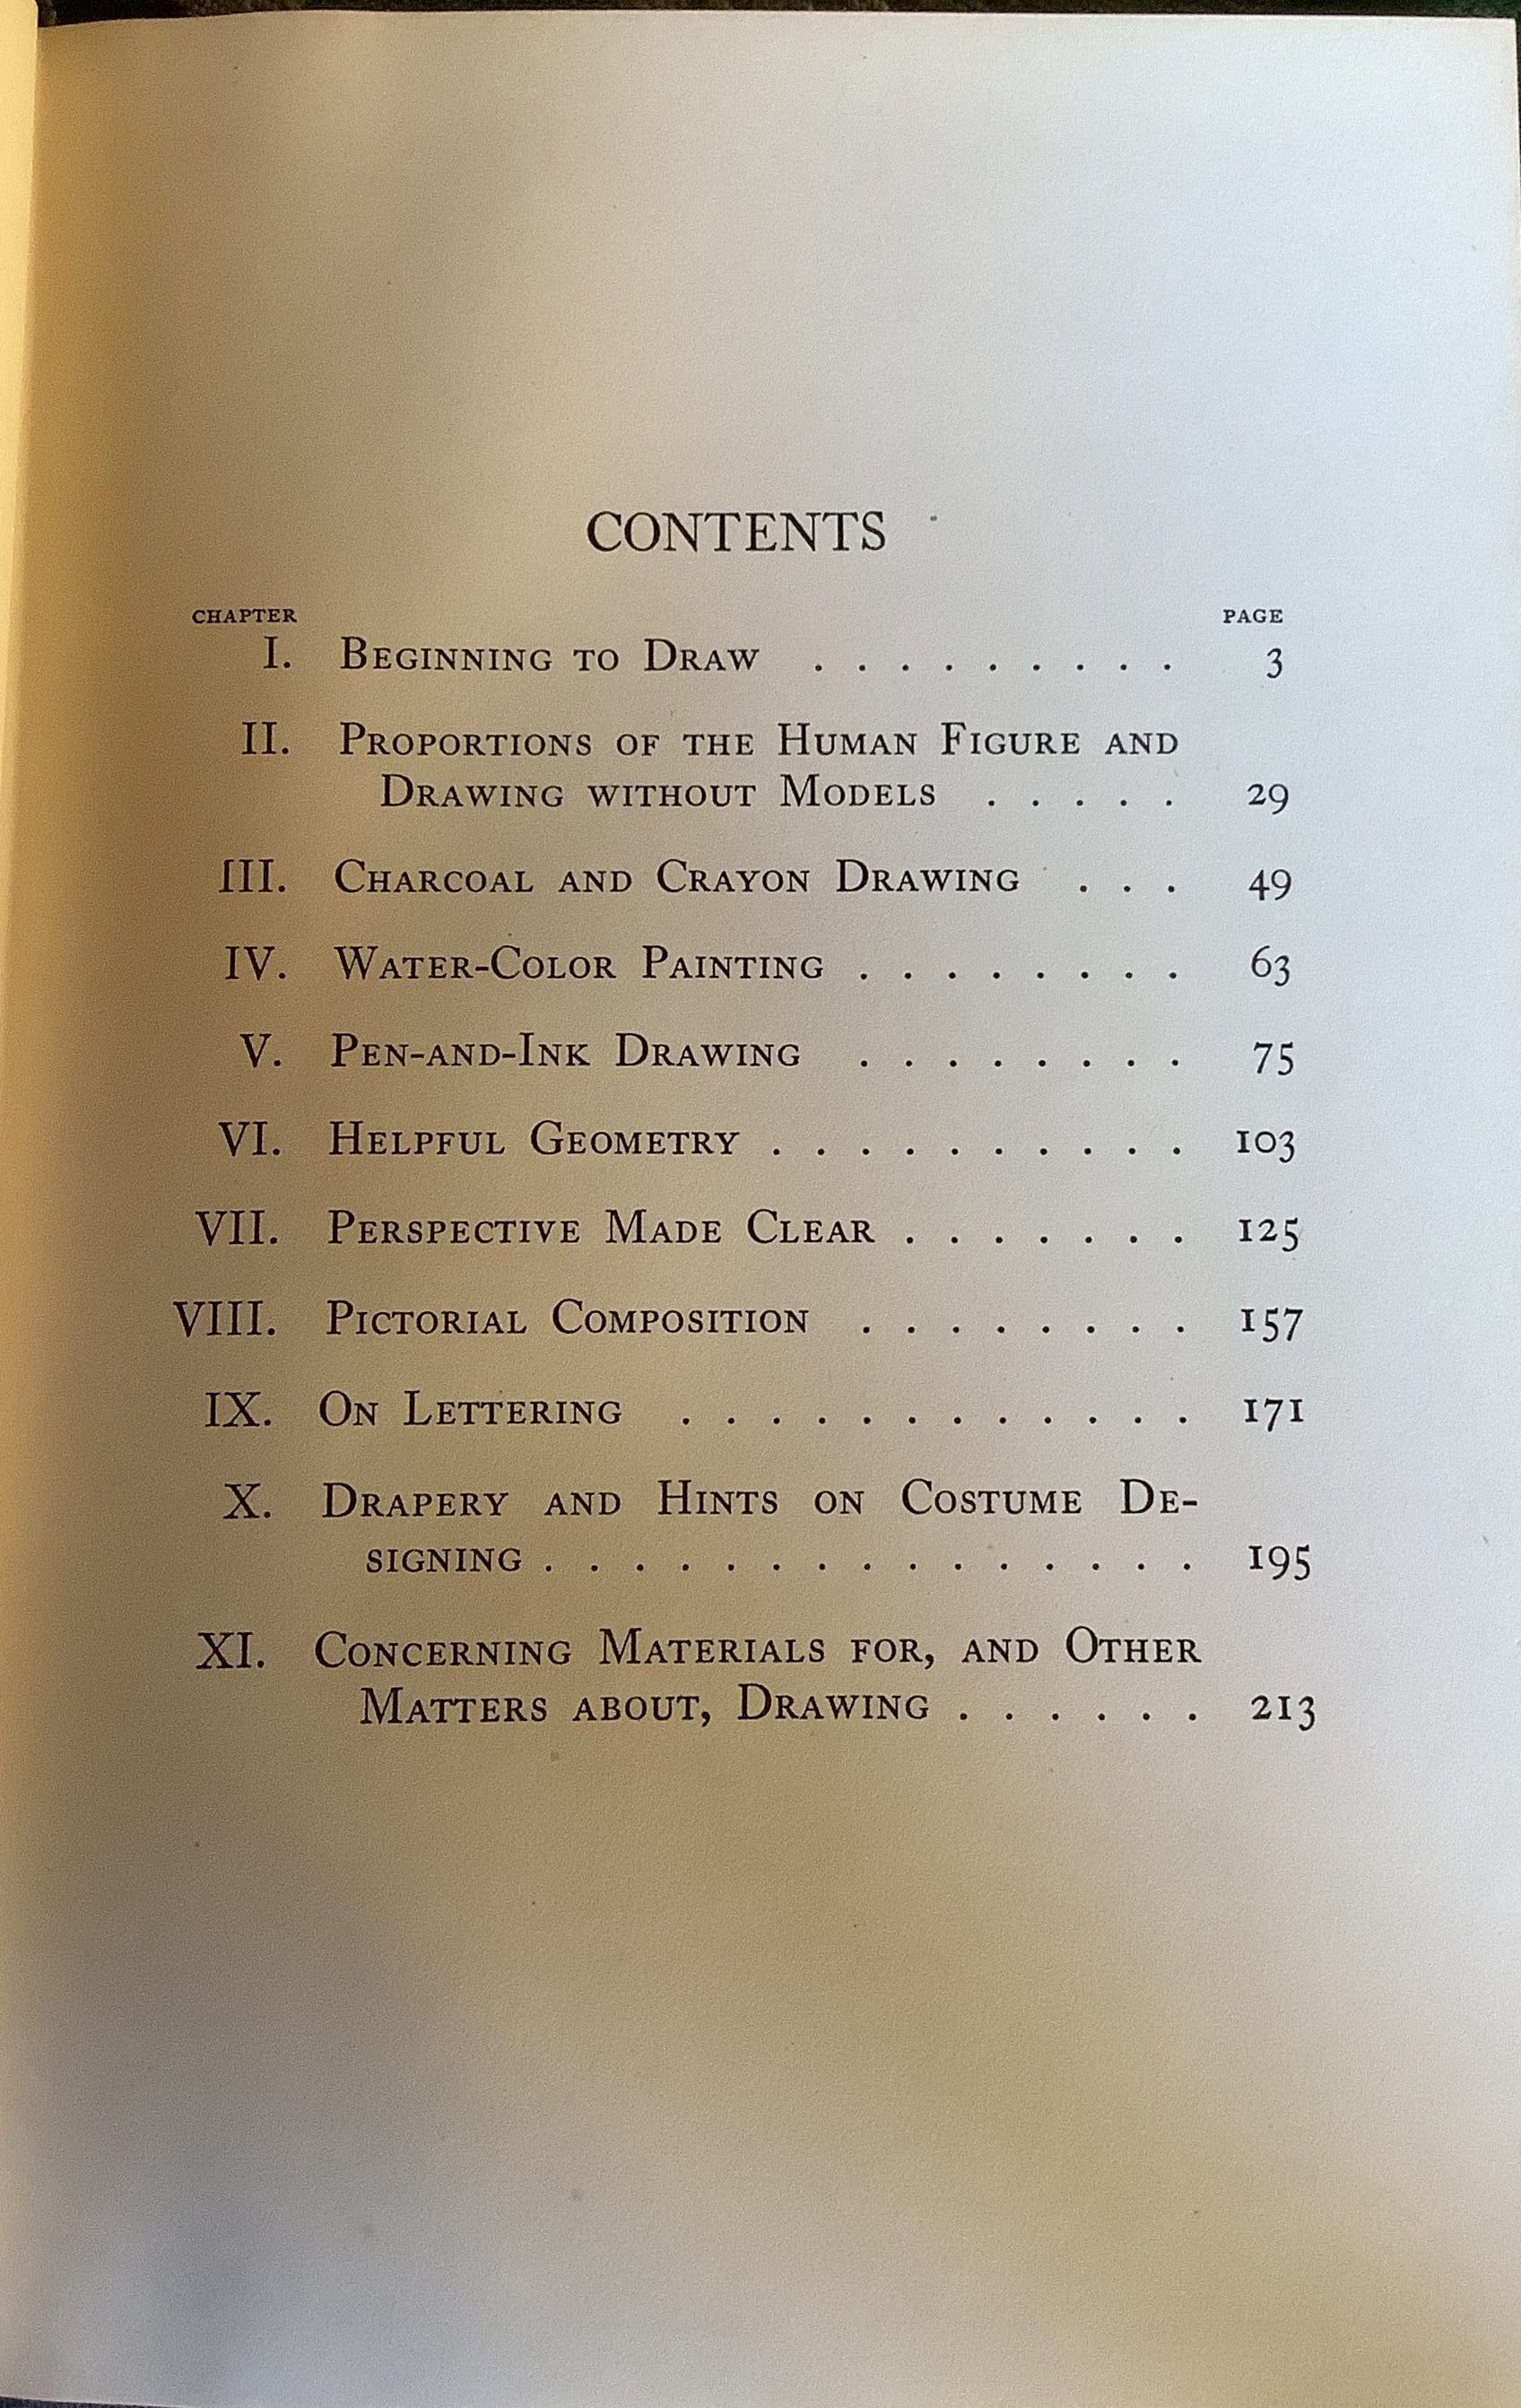 CONTENTS
CHAPTER PAGE
I. Beginning to Draw . . . . . . . . . 3
II. Proportions of the Human Figure and
Drawing without Models . . . . . 29
III. Charcoal and Crayon Drawing . . . 49
IV. Water-Color Painting . . . . . . . . 63
V. Pen-and-Ink Drawing . . . . . . . . 75
VI. Helpful Geometry . . . . . . . . . . 103
VII. Perspective Made Clear . . . . . . . 125
VIII. Pictorial Composition . . . . . . . . 157
IX. On Lettering . . . . . . . . . . . . 171
X. Drapery and Hints on Costume De-
signing . . . . . . . . . . . . . . . 195
XI. Concerning Materials for, and Other
Matters about, Drawing . . . . . . 213